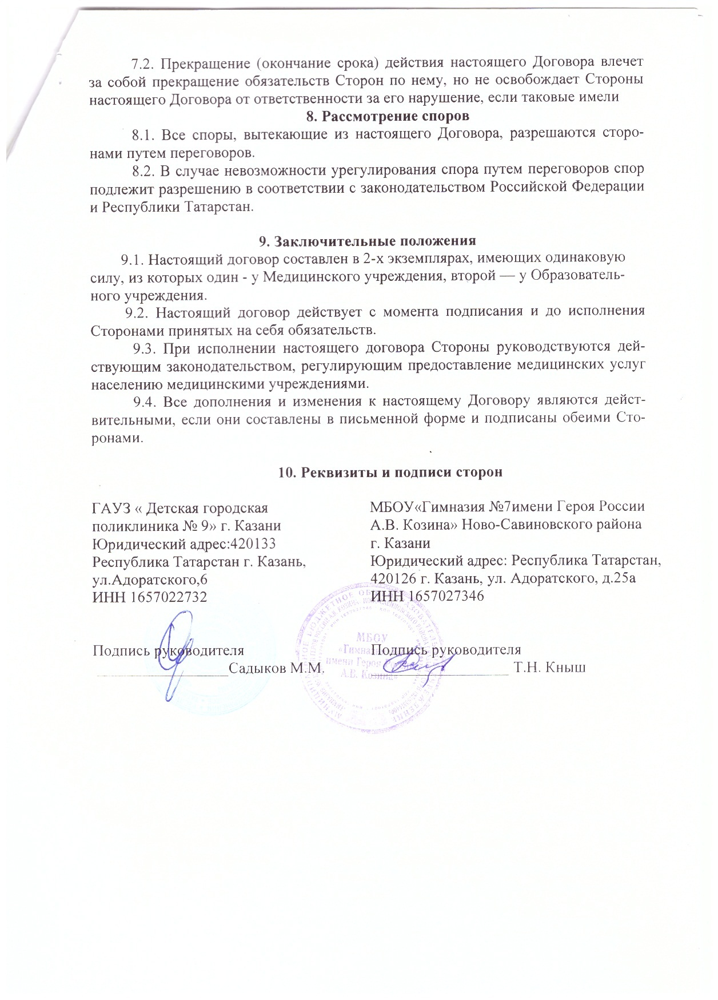 7.2. Прекращение (окончание срока) действия настоящего Договора влечет
за собой прекращение обязательств Сторон по нему, но не освобождает Стороны
настоящего Договора от ответственности за его нарушение, если таковые имели
8. Рассмотрение споров
8.1. Все споры, вытекающие из настоящего Договора, разрешаются сторо-
нами путем переговоров.
8.2. В случае невозможности урегулирования спора путем переговоров спор
подлежит разрешению в соответствии с законодательством Российской Федерации
и Республики Татарстан.
9. Заключительные положения
9.1. Настоящий договор составлен в 2-х экземплярах, имеющих одинаковую
силу, из которых один - у Медицинского учреждения, второй — у Образователь-
ного учреждения.
9.2. Настоящий договор действует с момента подписания и до исполнения
Сторонами принятых на себя обязательств.
9.3. При исполнении настоящего договора Стороны руководствуются дей-
ствующим законодательством, регулирующим предоставление медицинских услуг
населению медицинскими учреждениями.
9.4. Все дополнения и изменения к настоящему Договору являются дейст-
вительными, если они составлены в письменной форме и подписаны обеими Сто-
ронами.
10. Реквизиты и подписи сторон
ГАУЗ « Детская городская
поликлиника № 9» г. Казани
Юридический адрес:420133
Республика Татарстан г. Казань,
ул.Адоратского,6
ИНН 1657022732
Подпись руководителя
Садыков М.М.
МБОУ«Гимназия №7имени Героя России
А.В. Козина» Ново-Савиновского района
г. Казани
Юридический адрес: Республика Татарстан,
420126 г. Казань, ул. Адоратского, д.25а
ИНН 1657027346
Подпись руководителя
Т.Н. Кныш
МБОУ
«Гимназия
имени Героя
А.В. Козина»